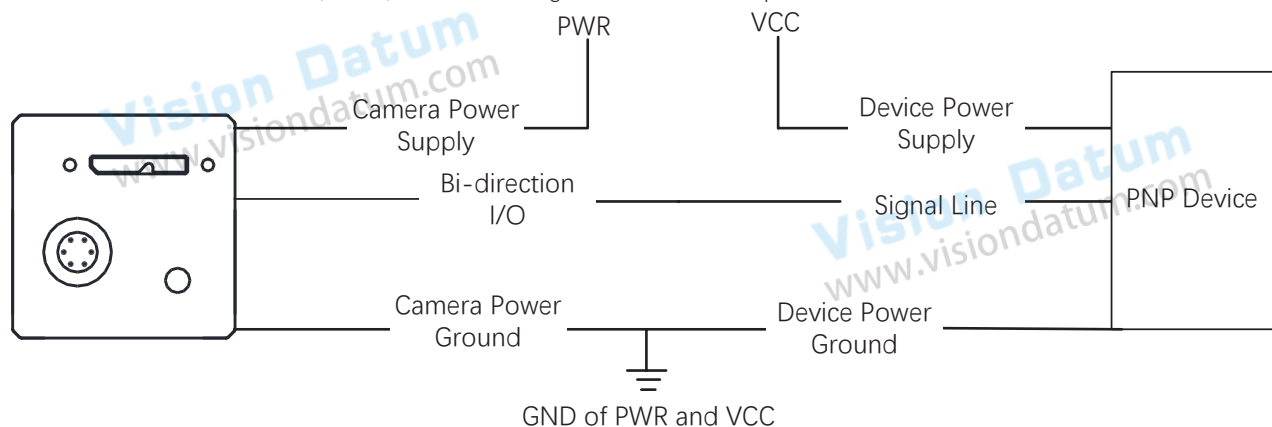 PWR
VCC
Camera Power
Supply
Device Power
Supply
Bi-direction
I/O
Signal Line
PNP Device
Camera Power
Ground
Device Power
Ground
GND of PWR and VCC
Vision Datum
www.visiondatum.com
Vision Datum
www.visiondatum.com